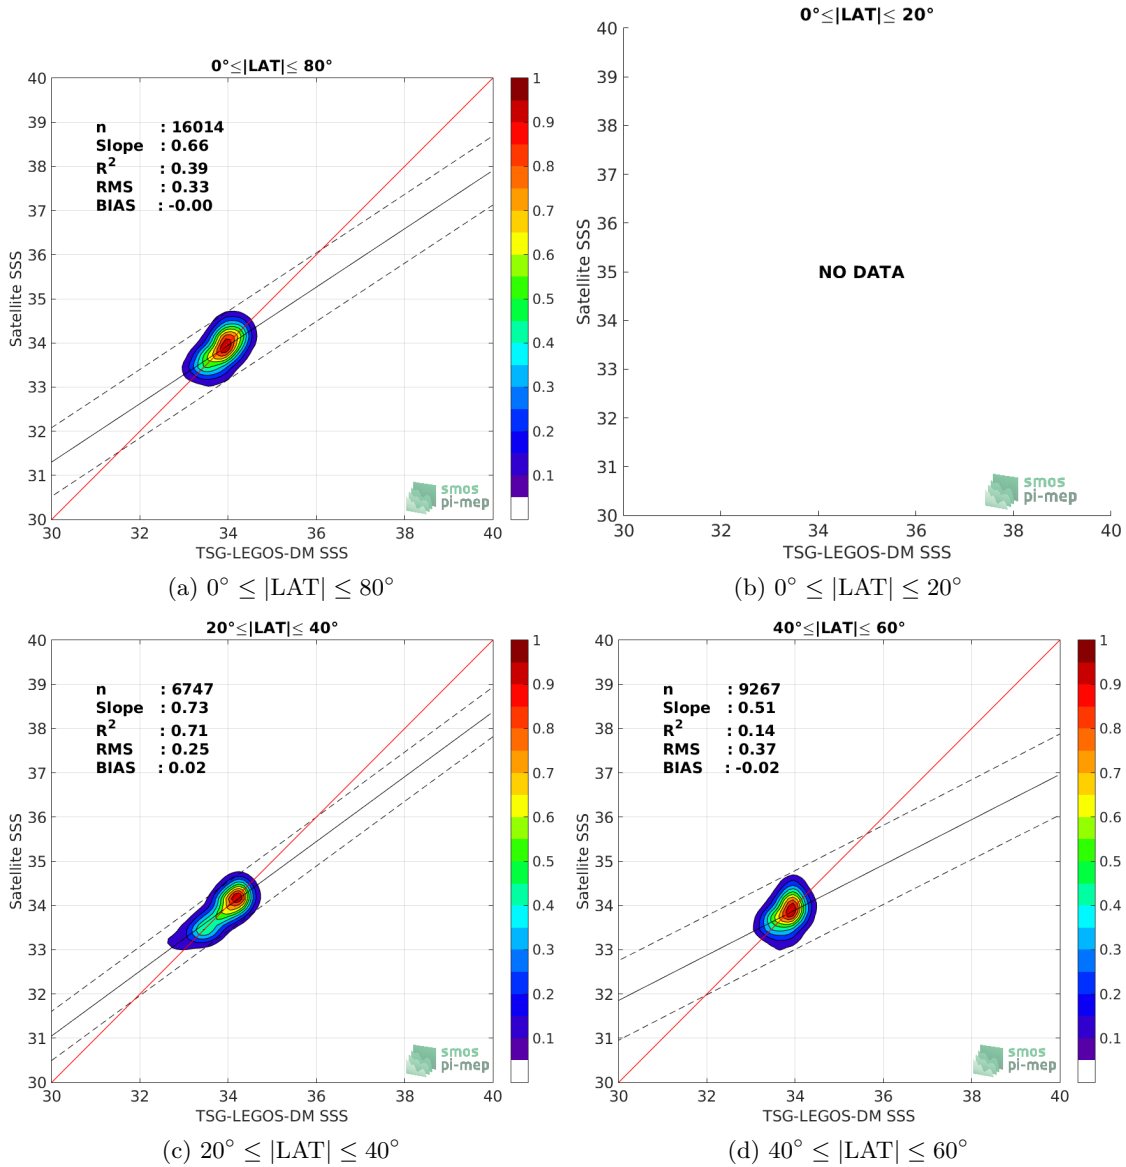 0°≤|LAT|≤ 80°
n : 16014
Slope : 0.66
R² : 0.39
RMS : 0.33
BIAS : -0.00
40
39
38
37
36
35
34
33
32
31
30
30 32 34 36 38 40
Satellite SSS
TSG-LEGOS-DM SSS
1
0.9
0.8
0.7
0.6
0.5
0.4
0.3
0.2
0.1
smos
pi-mep
(a) 0° ≤ |LAT| ≤ 80°
0°≤|LAT|≤ 20°
40
39
38
37
36
35
34
33
32
31
30
30 32 34 36 38 40
Satellite SSS
NO DATA
TSG-LEGOS-DM SSS
smos
pi-mep
(b) 0° ≤ |LAT| ≤ 20°
20°≤|LAT|≤ 40°
n : 6747
Slope : 0.73
R² : 0.71
RMS : 0.25
BIAS : 0.02
40
39
38
37
36
35
34
33
32
31
30
30 32 34 36 38 40
Satellite SSS
TSG-LEGOS-DM SSS
1
0.9
0.8
0.7
0.6
0.5
0.4
0.3
0.2
0.1
smos
pi-mep
(c) 20° ≤ |LAT| ≤ 40°
40°≤|LAT|≤ 60°
n : 9267
Slope : 0.51
R² : 0.14
RMS : 0.37
BIAS : -0.02
40
39
38
37
36
35
34
33
32
31
30
30 32 34 36 38 40
Satellite SSS
TSG-LEGOS-DM SSS
1
0.9
0.8
0.7
0.6
0.5
0.4
0.3
0.2
0.1
smos
pi-mep
(d) 40° ≤ |LAT| ≤ 60°